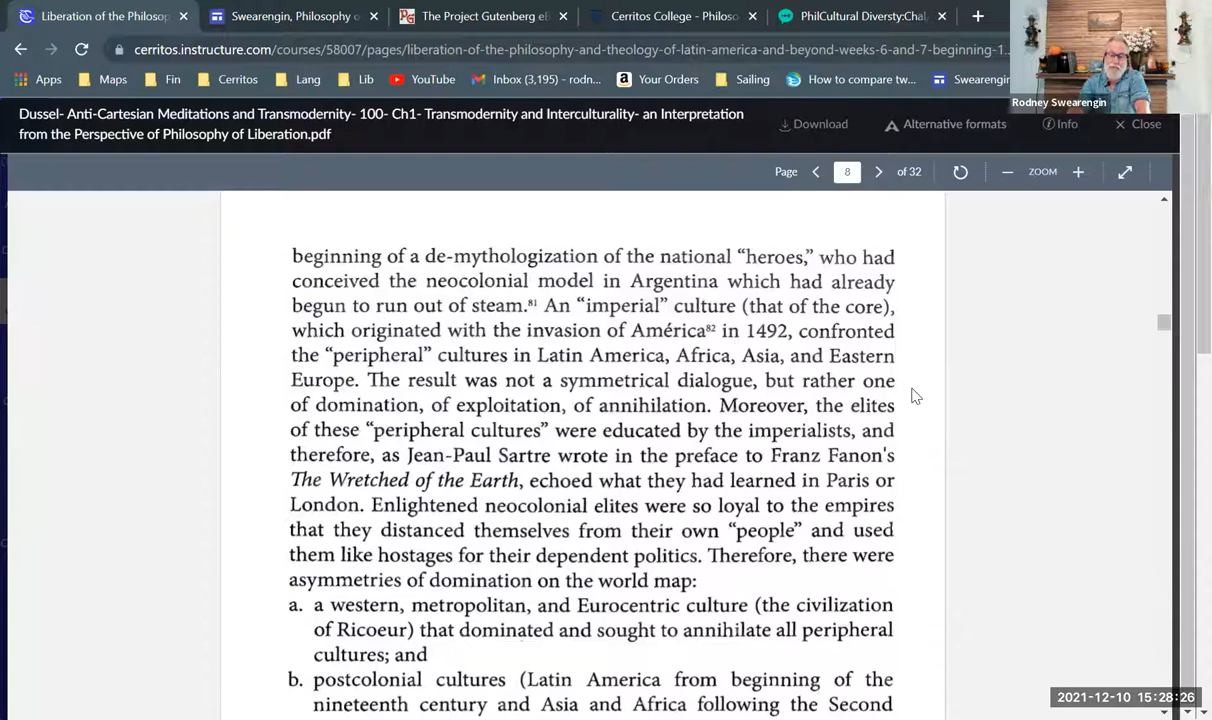 Liberation of the Philosop
Swearengin, Philosophy o
The Project Gutenberg eB
Cerritos College - Philoso
PhilCultural Diversty:Chal
cerritos.instructure.com/courses/58007/pages/liberation-of-the-philosophy-and-theology-of-latin-america-and-beyond-weeks-6-and-7-beginning-1...
Apps Maps Fin Cerritos Lang Lib YouTube Inbox (3,195) - rodn... Your Orders Sailing How to compare tw... Swearengin
Rodney Swearengin
Dussel- Anti-Cartesian Meditations and Transmodernity- 100- Ch1- Transmodernity and Interculturality- an Interpretation
from the Perspective of Philosophy of Liberation.pdf
Download Alternative formats Info Close
Page 8 of 32 ZOOM
beginning of a de-mythologization of the national “heroes,” who had
conceived the neocolonial model in Argentina which had already
begun to run out of steam.⁸¹ An “imperial” culture (that of the core),
which originated with the invasion of América⁸² in 1492, confronted
the “peripheral” cultures in Latin America, Africa, Asia, and Eastern
Europe. The result was not a symmetrical dialogue, but rather one
of domination, of exploitation, of annihilation. Moreover, the elites
of these “peripheral cultures” were educated by the imperialists, and
therefore, as Jean-Paul Sartre wrote in the preface to Franz Fanon's
The Wretched of the Earth, echoed what they had learned in Paris or
London. Enlightened neocolonial elites were so loyal to the empires
that they distanced themselves from their own “people” and used
them like hostages for their dependent politics. Therefore, there were
asymmetries of domination on the world map:
a. a western, metropolitan, and Eurocentric culture (the civilization
of Ricoeur) that dominated and sought to annihilate all peripheral
cultures; and
b. postcolonial cultures (Latin America from beginning of the
nineteenth century and Asia and Africa following the Second
2021-12-10 15:28:26